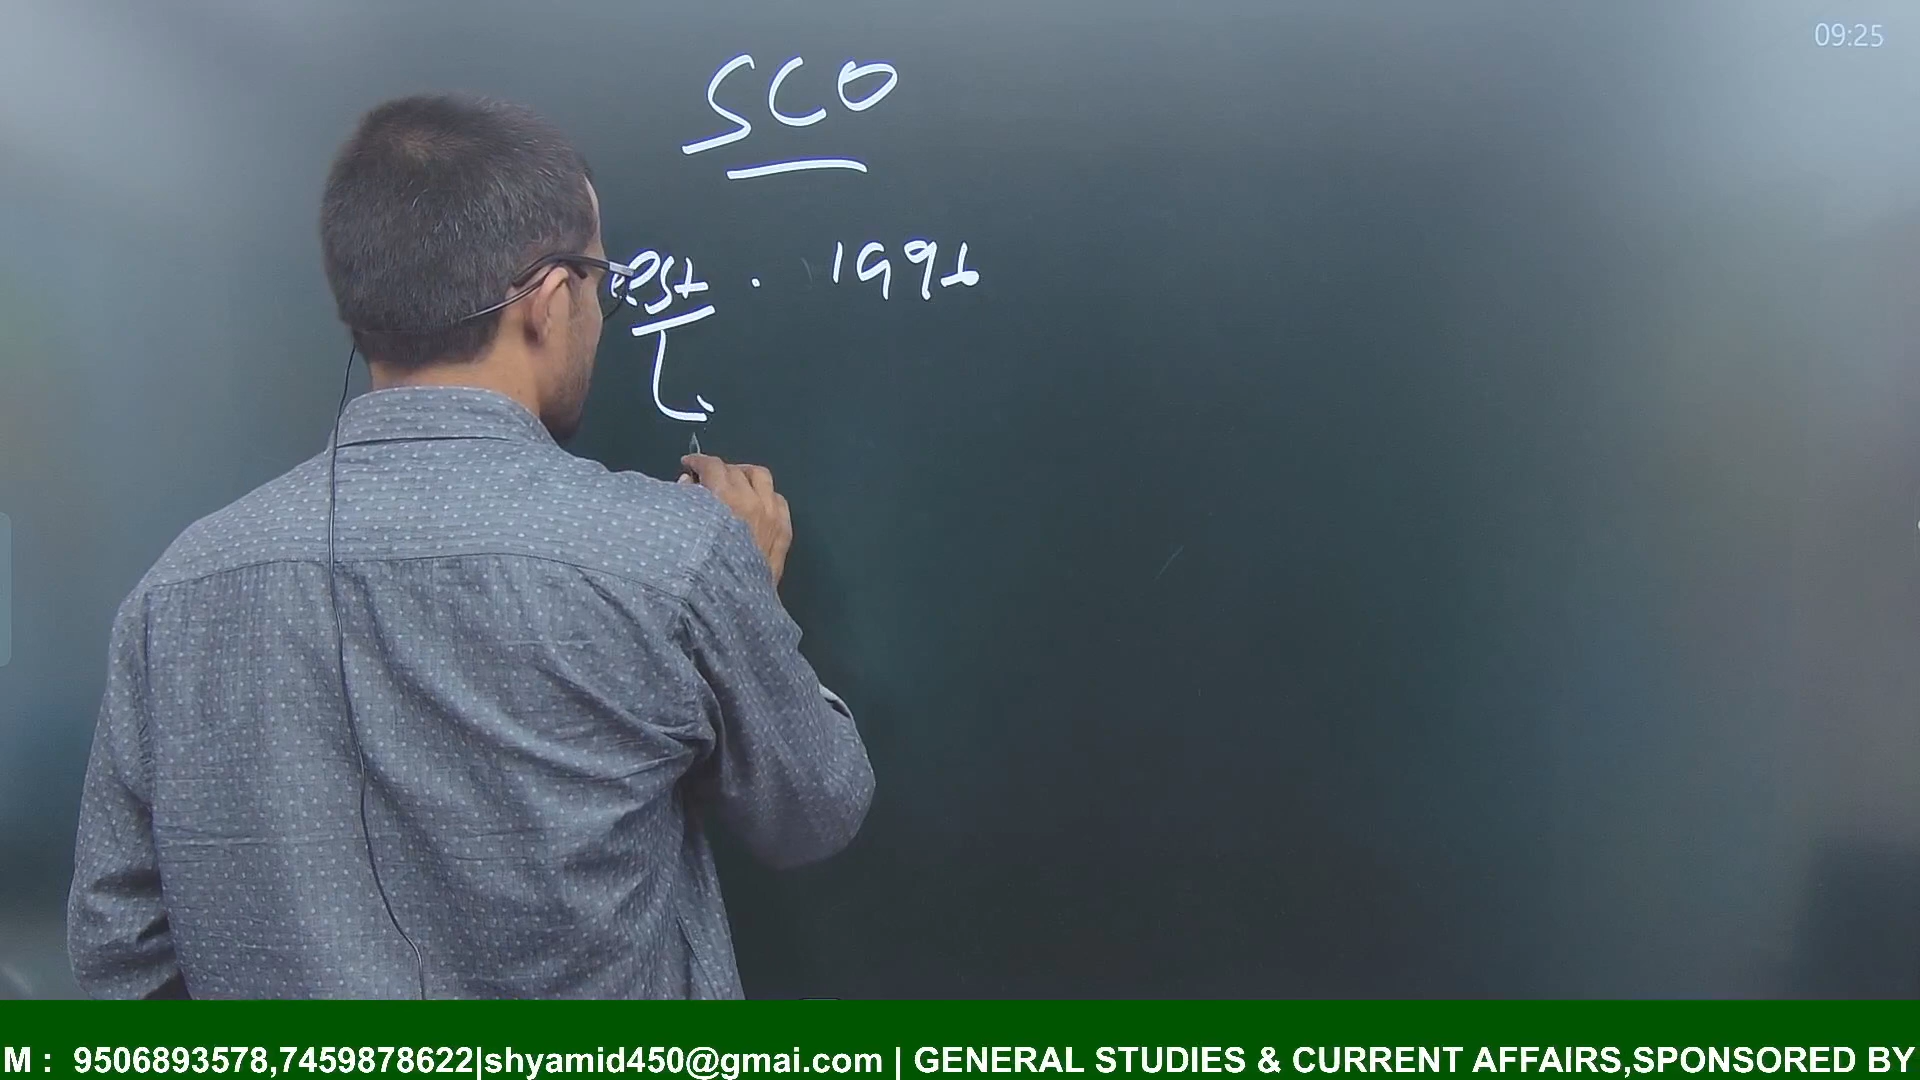 09:25
SCO
est. 1996
M : 9506893578,7459878622|shyamid450@gmai.com | GENERAL STUDIES & CURRENT AFFAIRS,SPONSORED BY